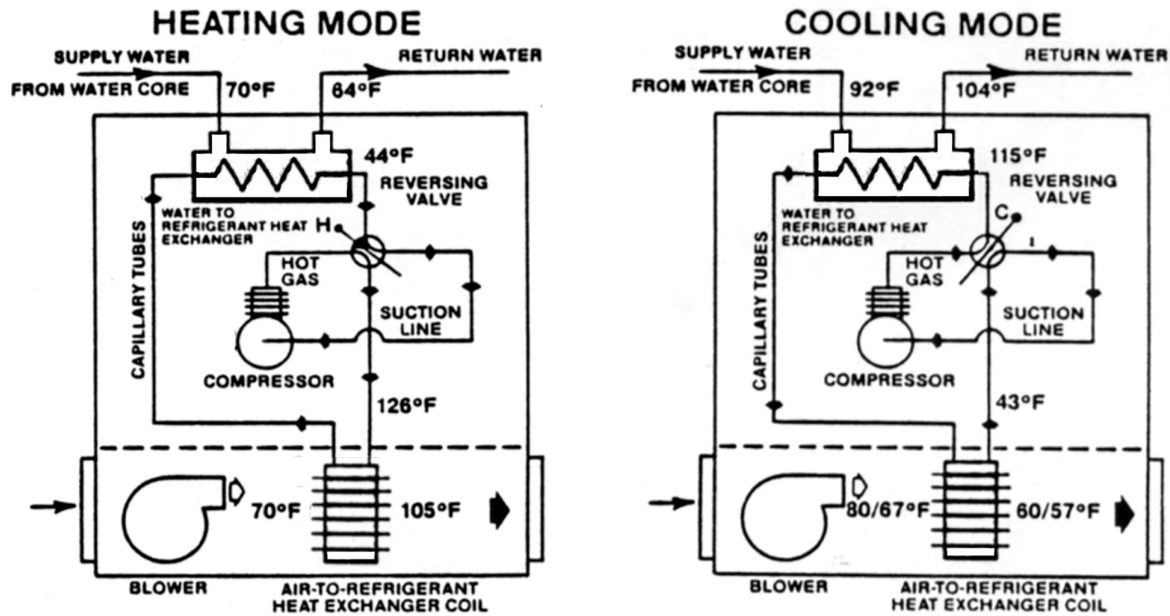 HEATING MODE
SUPPLY WATER
RETURN WATER
FROM WATER CORE
70°F
64°F
44°F
REVERSING
VALVE
WATER TO
REFRIGERANT HEAT
EXCHANGER
H
CAPILLARY TUBES
HOT
GAS
SUCTION
LINE
COMPRESSOR
126°F
70°F
105°F
BLOWER
AIR-TO-REFRIGERANT
HEAT EXCHANGER COIL
COOLING MODE
SUPPLY WATER
RETURN WATER
FROM WATER CORE
92°F
104°F
115°F
REVERSING
VALVE
WATER TO
REFRIGERANT HEAT
EXCHANGER
C
CAPILLARY TUBES
HOT
GAS
SUCTION
LINE
COMPRESSOR
43°F
80/67°F
60/57°F
BLOWER
AIR-TO-REFRIGERANT
HEAT EXCHANGER COIL